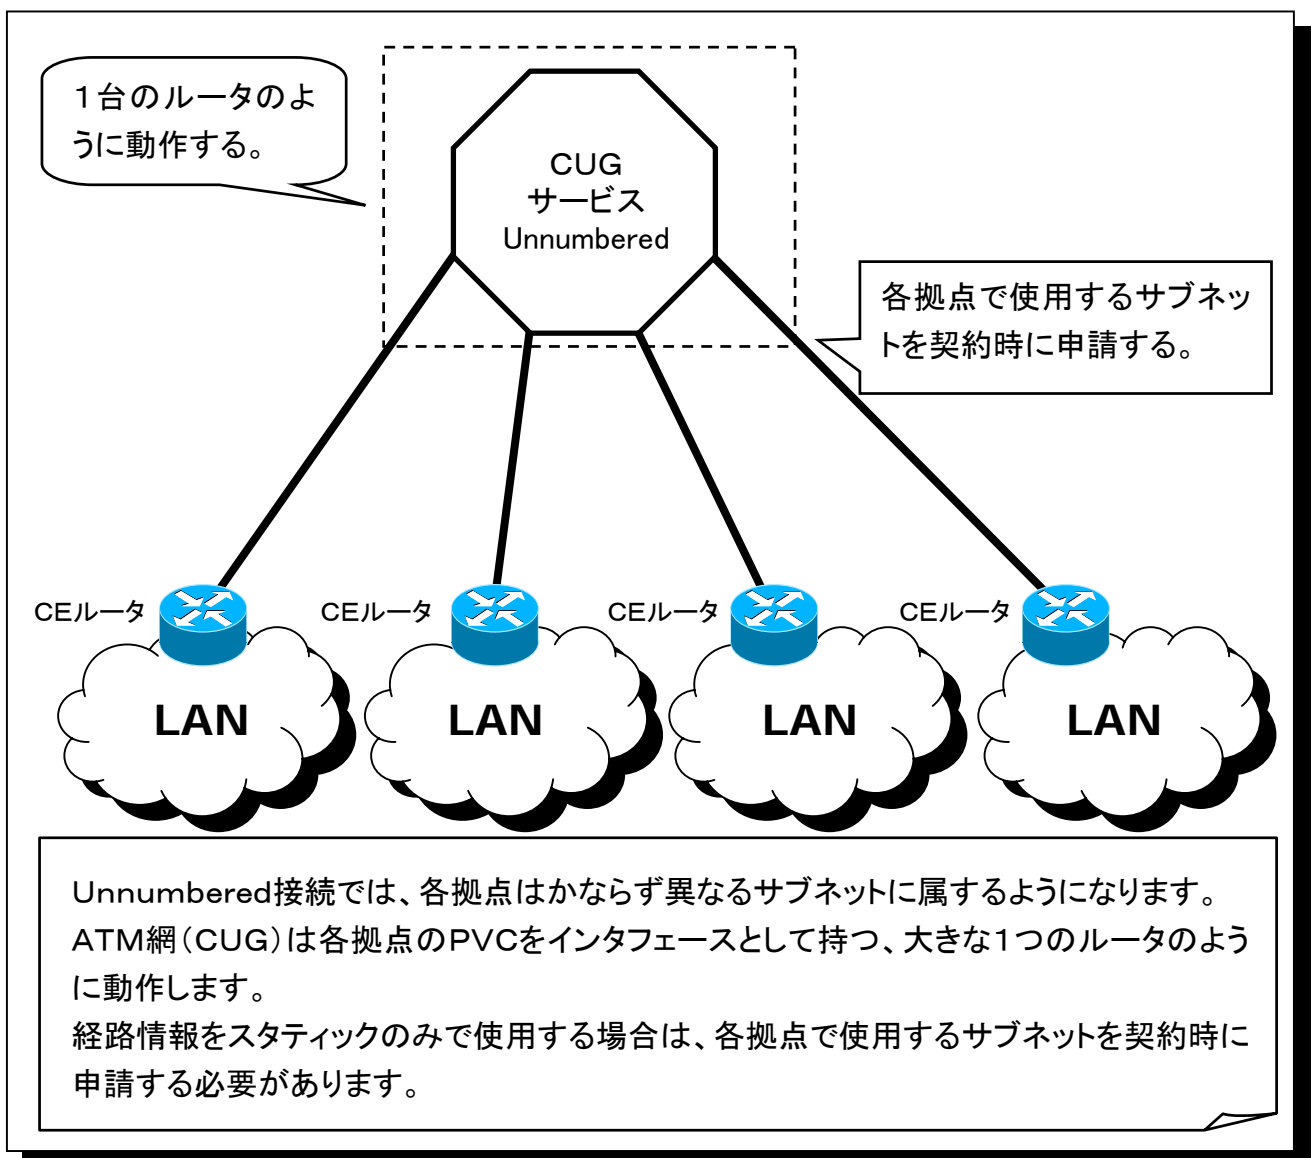 １台のルータのよ
うに動作する。
ＣＵＧ
サービス
Unnumbered
各拠点で使用するサブネッ
トを契約時に申請する。
CEルータ
CEルータ
CEルータ
CEルータ
LAN
LAN
LAN
LAN
Unnumbered接続では、各拠点はかならず異なるサブネットに属するようになります。
ATM網（CUG）は各拠点のPVCをインタフェースとして持つ、大きな１つのルータのよう
に動作します。
経路情報をスタティックのみで使用する場合は、各拠点で使用するサブネットを契約時に
申請する必要があります。